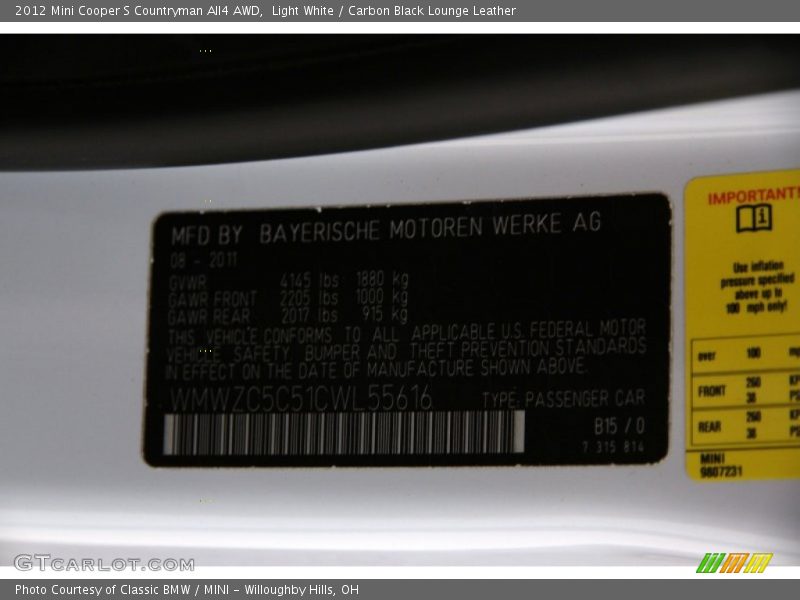 2012 Mini Cooper S Countryman All4 AWD,  Light White / Carbon Black Lounge Leather
MFD BY BAYERISCHE MOTOREN WERKE AG
08 - 2011
GVWR 4145 lbs 1880 kg
GAWR FRONT 2205 lbs 1000 kg
GAWR REAR 2017 lbs 915 kg
THIS VEHICLE CONFORMS TO ALL APPLICABLE U.S. FEDERAL MOTOR
VEHICLE SAFETY BUMPER AND THEFT PREVENTION STANDARDS
IN EFFECT ON THE DATE OF MANUFACTURE SHOWN ABOVE.
WMWZC5C51CWL55616 TYPE: PASSENGER CAR
B15 / 0
7 315 814
IMPORTANT!
i
Use inflation
pressure specified
above up to
100 mph only!
over 100
FRONT 260
38
REAR 260
38
MINI
9807231
GTCARLOT.COM
Photo Courtesy of Classic BMW / MINI - Willoughby Hills, OH